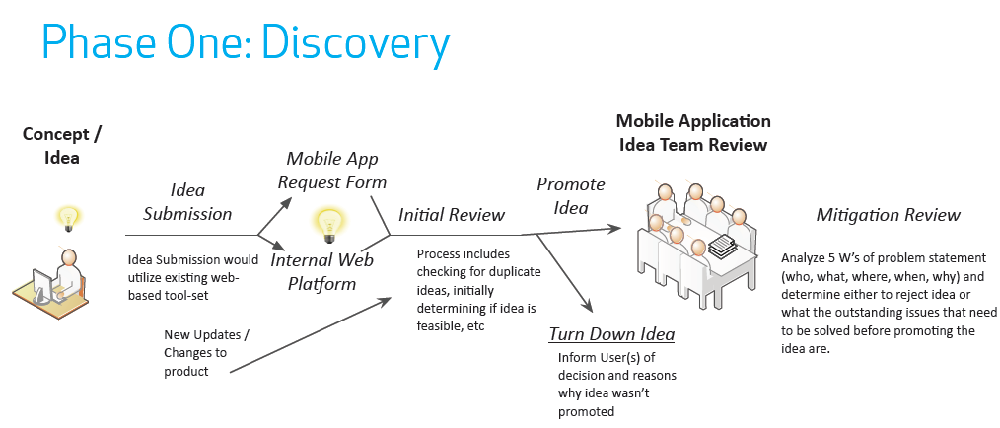 Phase One: Discovery
Concept /
Idea
Idea
Submission
Idea Submission would
utilize existing web-
based tool-set
New Updates /
Changes to
product
Mobile App
Request Form
Internal Web
Platform
Initial Review
Process includes
checking for duplicate
ideas, initially
determining if idea is
feasible, etc
Promote
Idea
Turn Down Idea
Inform User(s) of
decision and reasons
why idea wasn't
promoted
Mobile Application
Idea Team Review
Mitigation Review
Analyze 5 W's of problem statement
(who, what, where, when, why) and
determine either to reject idea or
what the outstanding issues that need
to be solved before promoting the
idea are.